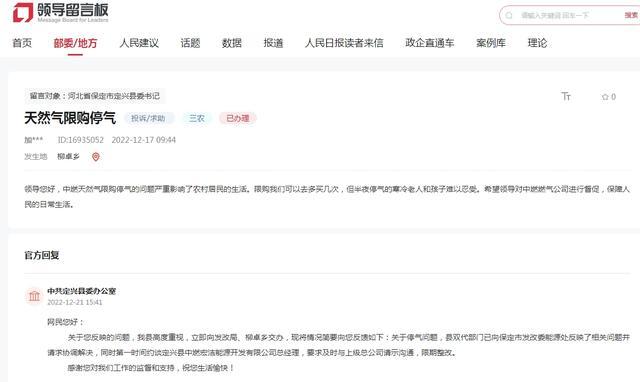 领导留言板
Message Board for Leaders
请输入关键词 回车一下 搜索
首页 部委/地方 人民建议 话题 数据 报道 人民日报读者来信 政企直通车 案例库 理论
留言对象：河北省保定市定兴县委书记
天然气限购停气 投诉/求助 三农 已办理
TT ☆ 0
加*** ID:16935052 2022-12-17 09:44
发生地 柳卓乡
领导您好，中燃天然气限购停气的问题严重影响了农村居民的生活。限购我们可以去多买几次，但半夜停气的寒冷老人和孩子难以忍受。希望领导对中燃燃气公司进行督促，保障人
民的日常生活。
官方回复
中共定兴县委办公室
2022-12-21 15:41
网民您好：
关于您反映的问题，我县高度重视，立即向发改局、柳卓乡交办，现将情况简要向您反馈如下：关于停气问题，县双代部门已向保定市发改委能源处反映了相关问题并
请求协调解决，同时第一时间约谈定兴县中燃宏洁能源开发有限公司总经理，要求及时与上级总公司请示沟通，限期整改。
感谢您对我们工作的监督和支持，祝您生活愉快！